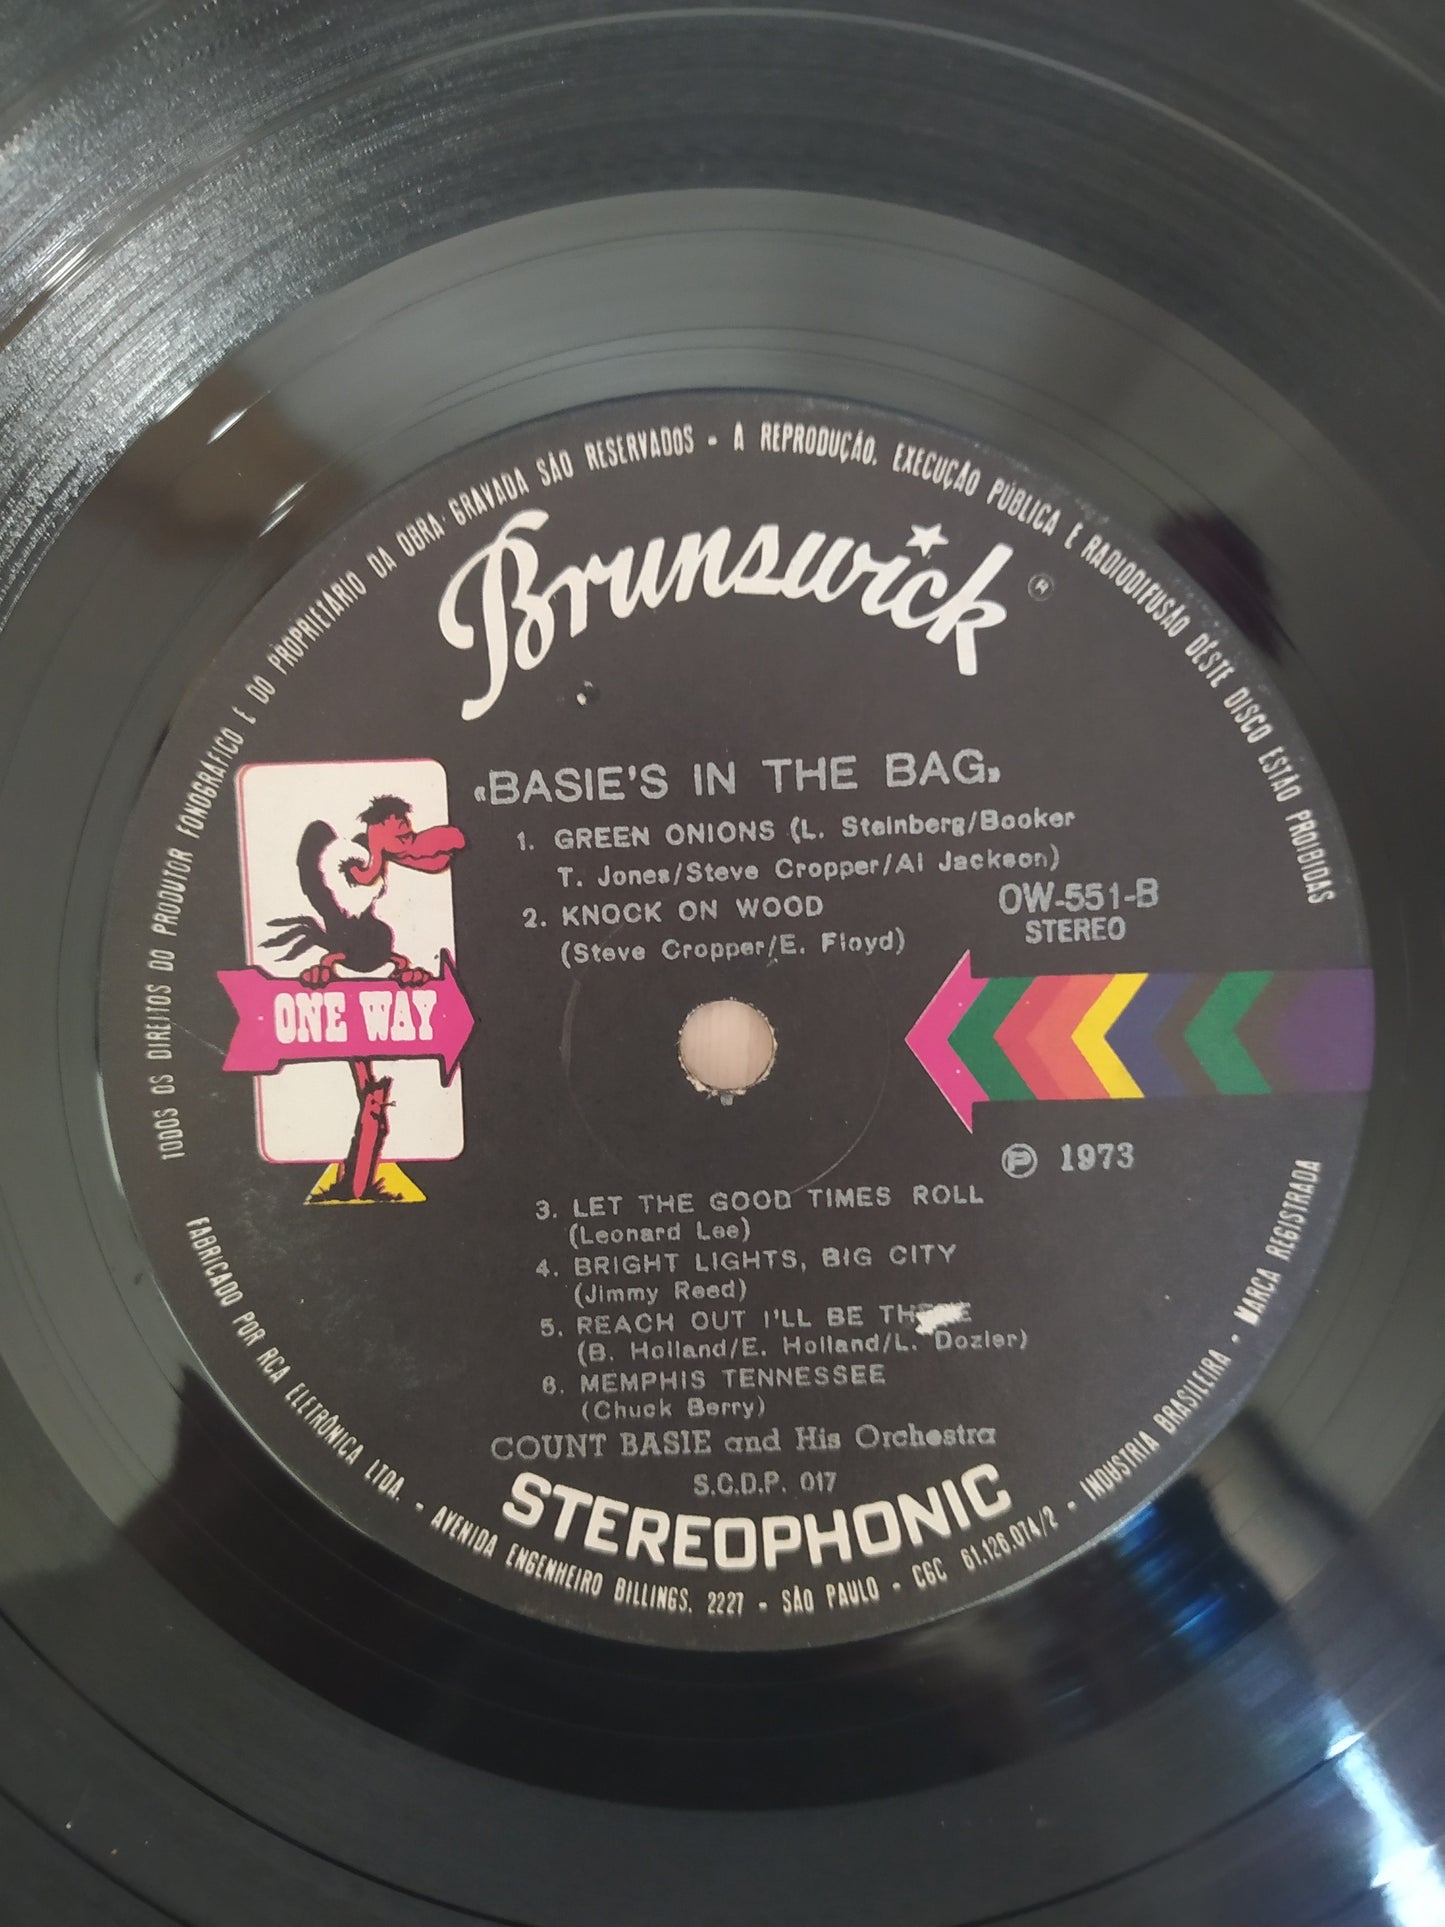 TODOS OS DIREITOS DO PRODUTOR FONOGRÁFICO E DO PROPRIETÁRIO DA OBRA GRAVADA SÃO RESERVADOS - A REPRODUÇÃO. EXECUÇÃO PÚBLICA E RADIODIFUSÃO DÊSTE DISCO ESTÃO PROIBIDAS
Brunswick ®
«BASIE'S IN THE BAG»
1. GREEN ONIONS (L. Steinberg/Booker
T. Jones/Steve Cropper/Al Jackson)
2. KNOCK ON WOOD
(Steve Cropper/E. Floyd)
OW-551-B
STEREO
ONE WAY
Ⓟ 1973
3. LET THE GOOD TIMES ROLL
(Leonard Lee)
4. BRIGHT LIGHTS, BIG CITY
(Jimmy Reed)
5. REACH OUT I'LL BE THERE
(B. Holland/E. Holland/L. Dozier)
6. MEMPHIS TENNESSEE
(Chuck Berry)
COUNT BASIE and His Orchestra
S.C.D.P. 017
STEREOPHONIC
FABRICADO POR RCA ELETRÔNICA LTDA. - AVENIDA ENGENHEIRO BILLINGS. 2227 - SÃO PAULO - CGC 61.126.074/2 - INDUSTRIA BRASILEIRA - MARCA REGISTRADA